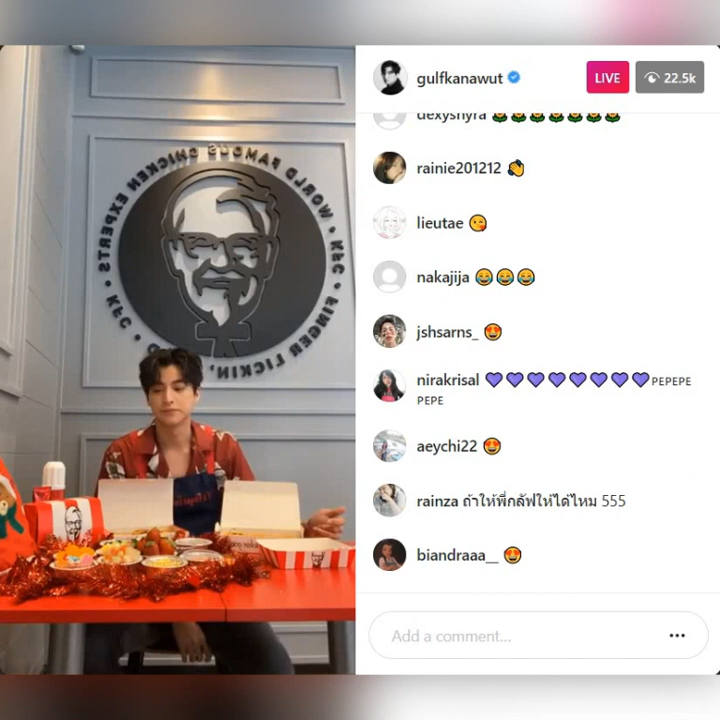 gulfkanawut
LIVE
22.5k
dexyshyra 🌻🌻🌻🌻🌻🌻🌻
rainie201212 👏
lieutae 😘
nakajija 😂😂😂
jshsarns_ 😍
nirakrisal 💜💜💜💜💜💜💜💜 PEPEPE
PEPE
aeychi22 😍
rainza ถ้าให้พี่กลัฟให้ได้ไหม 555
biandraaa__ 😍
Add a comment...
WORLD FAMOUS CHICKEN EXPERTS • KFC •
• KFC • FINGER TICKIN'
KFC